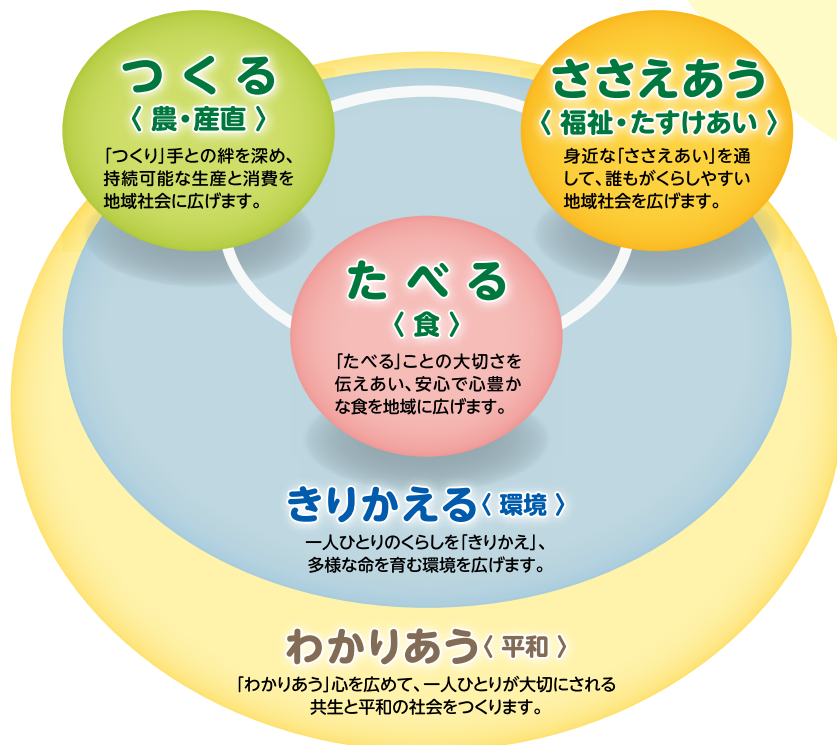 つくる
〈 農・産直 〉
「つくり」手との絆を深め、
持続可能な生産と消費を
地域社会に広げます。
ささえあう
〈 福祉・たすけあい 〉
身近な「ささえあい」を通
して、誰もがくらしやすい
地域社会を広げます。
たべる
〈 食 〉
「たべる」ことの大切さを
伝えあい、安心で心豊か
な食を地域に広げます。
きりかえる〈 環境 〉
一人ひとりのくらしを「きりかえ」、
多様な命を育む環境を広げます。
わかりあう〈 平和 〉
「わかりあう」心を広めて、一人ひとりが大切にされる
共生と平和の社会をつくります。